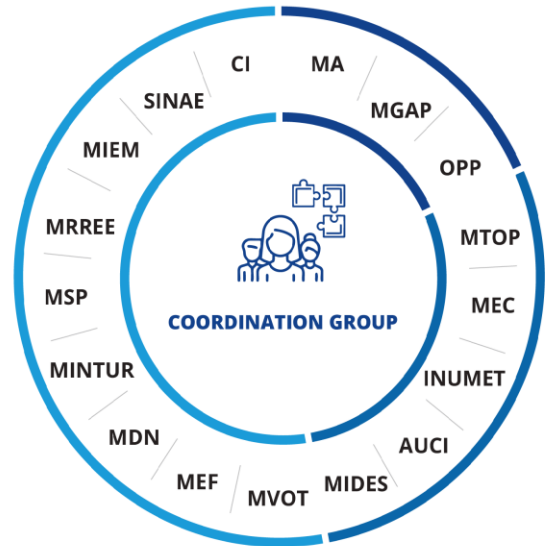 CI
MA
SINAE
MGAP
MIEM
OPP
MRREE
MTOP
MSP
MEC
COORDINATION GROUP
MINTUR
INUMET
MDN
AUCI
MEF
MIDES
MVOT